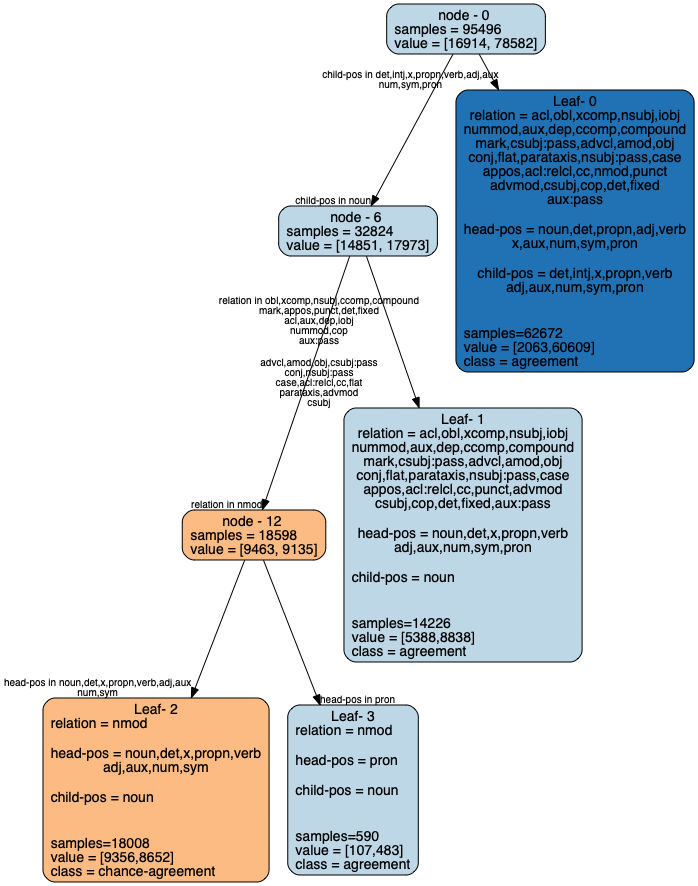 node - 0
samples = 95496
value = [16914, 78582]
child-pos in det,intj,x,propn,verb,adj,aux
num,sym,pron
Leaf- 0
relation = acl,obl,xcomp,nsubj,iobj
nummod,aux,dep,ccomp,compound
mark,csubj:pass,advcl,amod,obj
conj,flat,parataxis,nsubj:pass,case
appos,acl:relcl,cc,nmod,punct
advmod,csubj,cop,det,fixed
aux:pass
head-pos = noun,det,propn,adj,verb
x,aux,num,sym,pron
child-pos = det,intj,x,propn,verb
adj,aux,num,sym,pron
samples=62672
value = [2063,60609]
class = agreement
child-pos in noun
node - 6
samples = 32824
value = [14851, 17973]
relation in obl,xcomp,nsubj,ccomp,compound
mark,appos,punct,det,fixed
acl,aux,dep,iobj
nummod,cop
aux:pass
advcl,amod,obj,csubj:pass
conj,nsubj:pass
case,acl:relcl,cc,flat
parataxis,advmod
csubj
Leaf- 1
relation = acl,obl,xcomp,nsubj,iobj
nummod,aux,dep,ccomp,compound
mark,csubj:pass,advcl,amod,obj
conj,flat,parataxis,nsubj:pass,case
appos,acl:relcl,cc,punct,advmod
csubj,cop,det,fixed,aux:pass
head-pos = noun,det,x,propn,verb
adj,aux,num,sym,pron
child-pos = noun
samples=14226
value = [5388,8838]
class = agreement
relation in nmod
node - 12
samples = 18598
value = [9463, 9135]
head-pos in noun,det,x,propn,verb,adj,aux
num,sym
Leaf- 2
relation = nmod
head-pos = noun,det,x,propn,verb
adj,aux,num,sym
child-pos = noun
samples=18008
value = [9356,8652]
class = chance-agreement
head-pos in pron
Leaf- 3
relation = nmod
head-pos = pron
child-pos = noun
samples=590
value = [107,483]
class = agreement